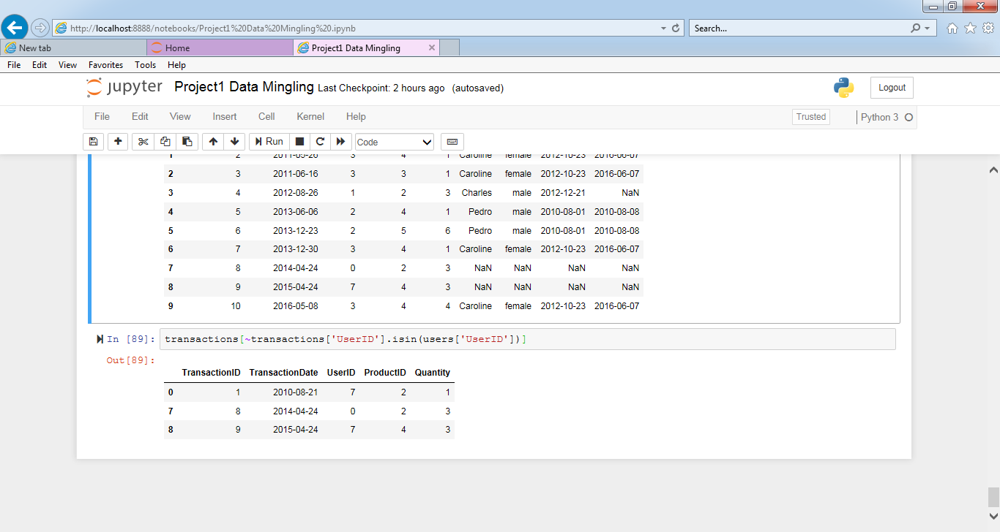 http://localhost:8888/notebooks/Project1%20Data%20Mingling%20.ipynb Search...
New tab Home Project1 Data Mingling
File Edit View Favorites Tools Help
jupyter Project1 Data Mingling Last Checkpoint: 2 hours ago (autosaved) Logout
File Edit View Insert Cell Kernel Help Trusted Python 3
Run Code
1 2 2011-05-26 3 4 1 Caroline female 2012-10-23 2016-06-07
2 3 2011-06-16 3 3 1 Caroline female 2012-10-23 2016-06-07
3 4 2012-08-26 1 2 3 Charles male 2012-12-21 NaN
4 5 2013-06-06 2 4 1 Pedro male 2010-08-01 2010-08-08
5 6 2013-12-23 2 5 6 Pedro male 2010-08-01 2010-08-08
6 7 2013-12-30 3 4 1 Caroline female 2012-10-23 2016-06-07
7 8 2014-04-24 0 2 3 NaN NaN NaN NaN
8 9 2015-04-24 7 4 3 NaN NaN NaN NaN
9 10 2016-05-08 3 4 4 Caroline female 2012-10-23 2016-06-07
In [89]: transactions[~transactions['UserID'].isin(users['UserID'])]
Out[89]:
TransactionID TransactionDate UserID ProductID Quantity
0 1 2010-08-21 7 2 1
7 8 2014-04-24 0 2 3
8 9 2015-04-24 7 4 3